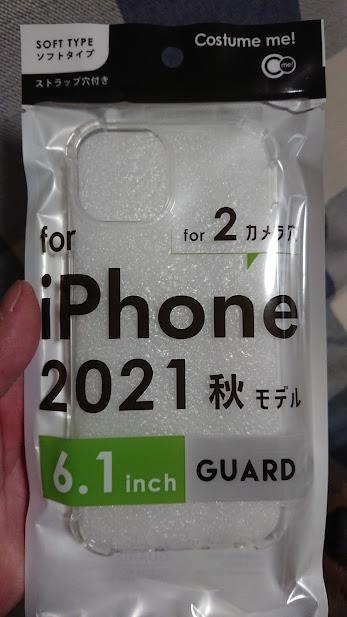 SOFT TYPE
ソフトタイプ
ストラップ穴付き
Costume me!
me!
for
for 2 カメラ穴
iPhone
2021 秋 モデル
6.1 inch
GUARD